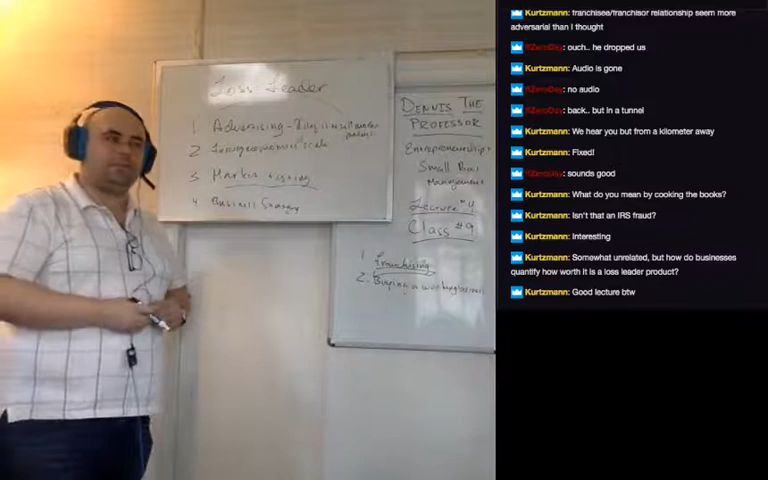 Loss Leader
1 Advertising -
2
3 Market
4 Business Strategy
DENNIS THE
PROFESSOR
Entrepreneurship &
Small Busi
Management
Lecture #4
Class #9
1 Franchising
2. Buying a working business
Kurtzmann: franchisee/franchisor relationship seem more
adversarial than I thought
: ouch.. he dropped us
Kurtzmann: Audio is gone
: no audio
: back.. but in a tunnel
Kurtzmann: We hear you but from a kilometer away
Kurtzmann: Fixed!
: sounds good
Kurtzmann: What do you mean by cooking the books?
Kurtzmann: Isn't that an IRS fraud?
Kurtzmann: Interesting
Kurtzmann: Somewhat unrelated, but how do businesses
quantify how worth it is a loss leader product?
Kurtzmann: Good lecture btw